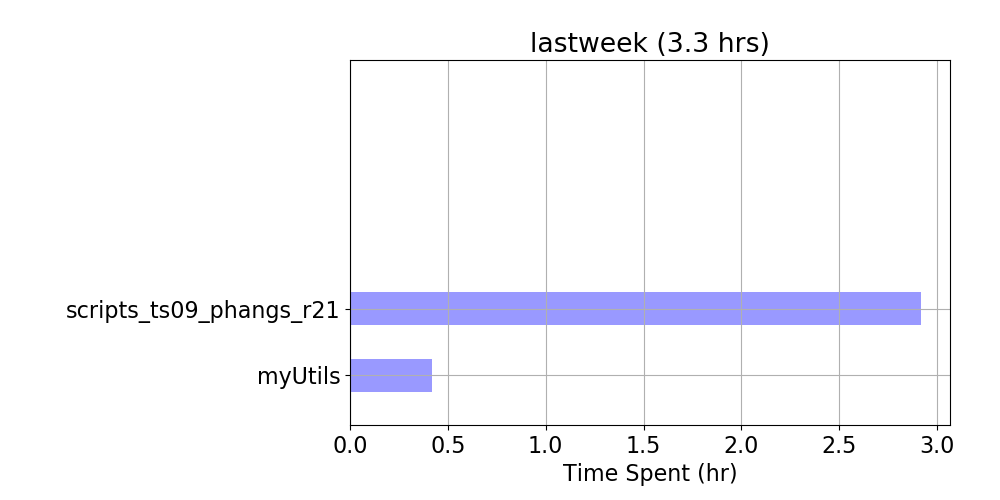 lastweek (3.3 hrs)
scripts_ts09_phangs_r21
myUtils
0.0 0.5 1.0 1.5 2.0 2.5 3.0
Time Spent (hr)